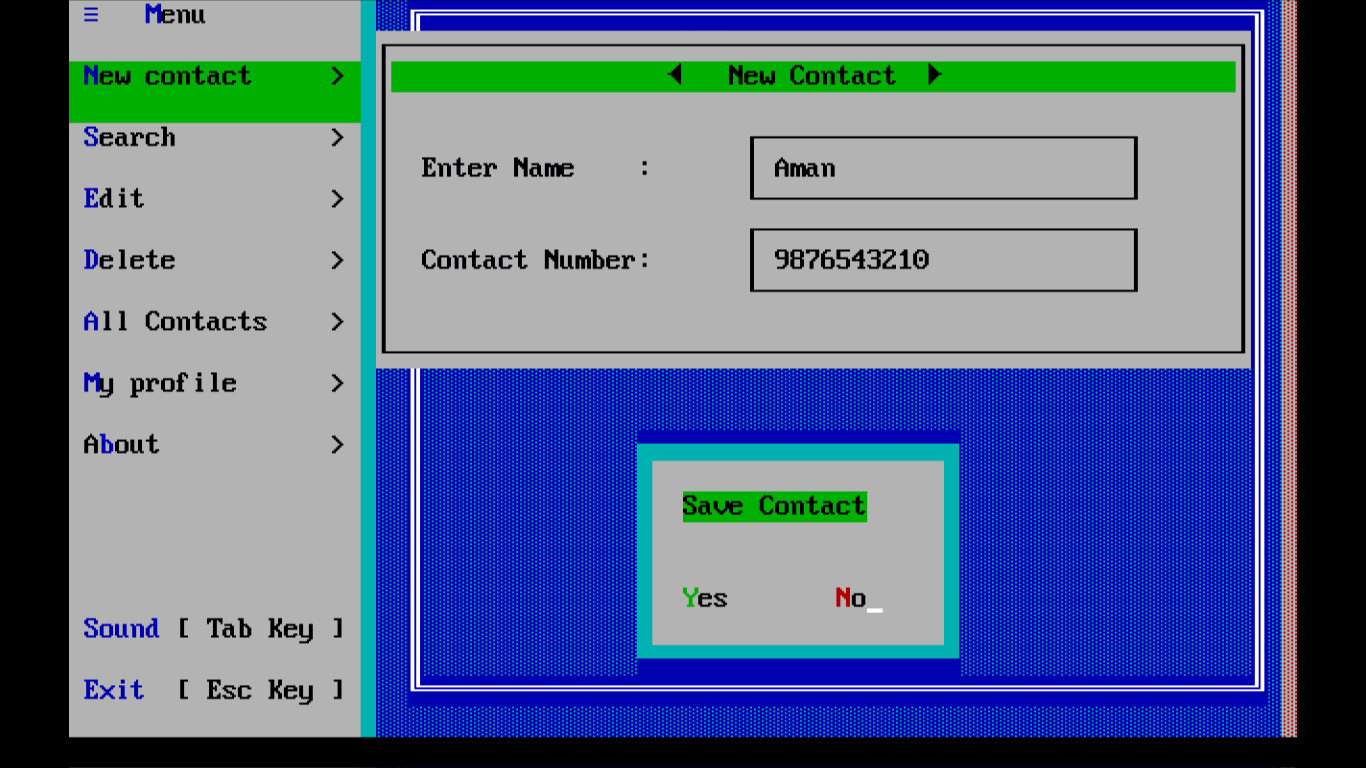 ≡ Menu
New contact >
Search >
Edit >
Delete >
All Contacts >
My profile >
About >
Sound [ Tab Key ]
Exit [ Esc Key ]
◄ New Contact ►
Enter Name : Aman
Contact Number: 9876543210
Save Contact
Yes No_